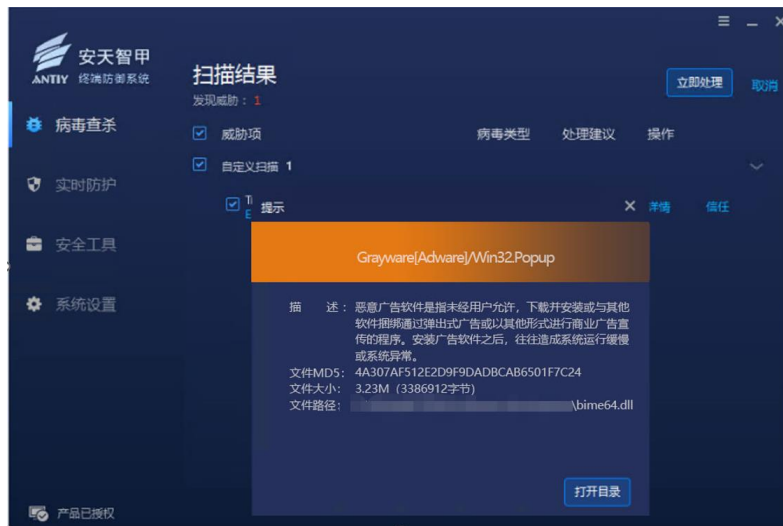 安天智甲
ANTIY 终端防御系统
病毒查杀
实时防护
安全工具
系统设置
产品已授权
扫描结果
发现威胁：1
立即处理
取消
威胁项 病毒类型 处理建议 操作
自定义扫描 1
详情 信任
提示
Grayware[Adware]/Win32.Popup
描 述：恶意广告软件是指未经用户允许，下载并安装或与其他
软件捆绑通过弹出式广告或以其他形式进行商业广告宣
传的程序。安装广告软件之后，往往造成系统运行缓慢
或系统异常。
文件MD5：4A307AF512E2D9F9DADBCAB6501F7C24
文件大小：3.23M（3386912字节）
文件路径：\bime64.dll
打开目录